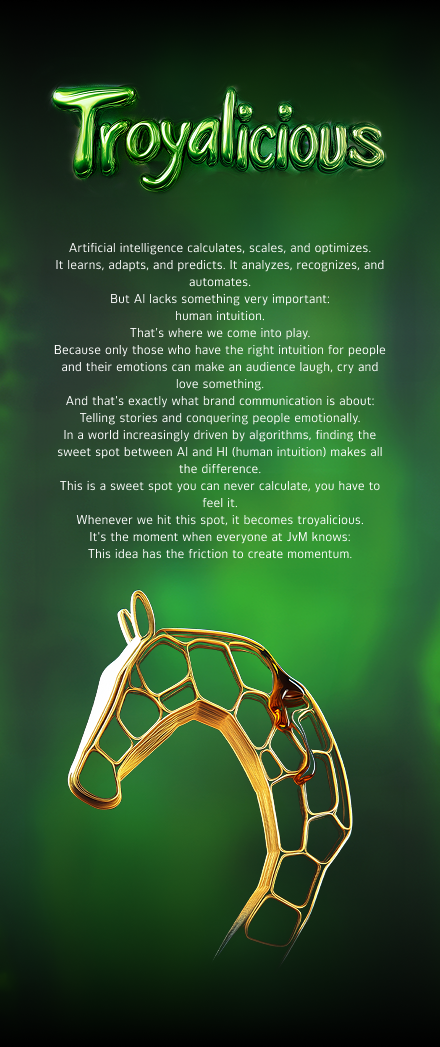 Troyalicious
Artificial intelligence calculates, scales, and optimizes.
It learns, adapts, and predicts. It analyzes, recognizes, and
automates.
But AI lacks something very important:
human intuition.
That's where we come into play.
Because only those who have the right intuition for people
and their emotions can make an audience laugh, cry and
love something.
And that's exactly what brand communication is about:
Telling stories and conquering people emotionally.
In a world increasingly driven by algorithms, finding the
sweet spot between AI and HI (human intuition) makes all
the difference.
This is a sweet spot you can never calculate, you have to
feel it.
Whenever we hit this spot, it becomes troyalicious.
It's the moment when everyone at JvM knows:
This idea has the friction to create momentum.